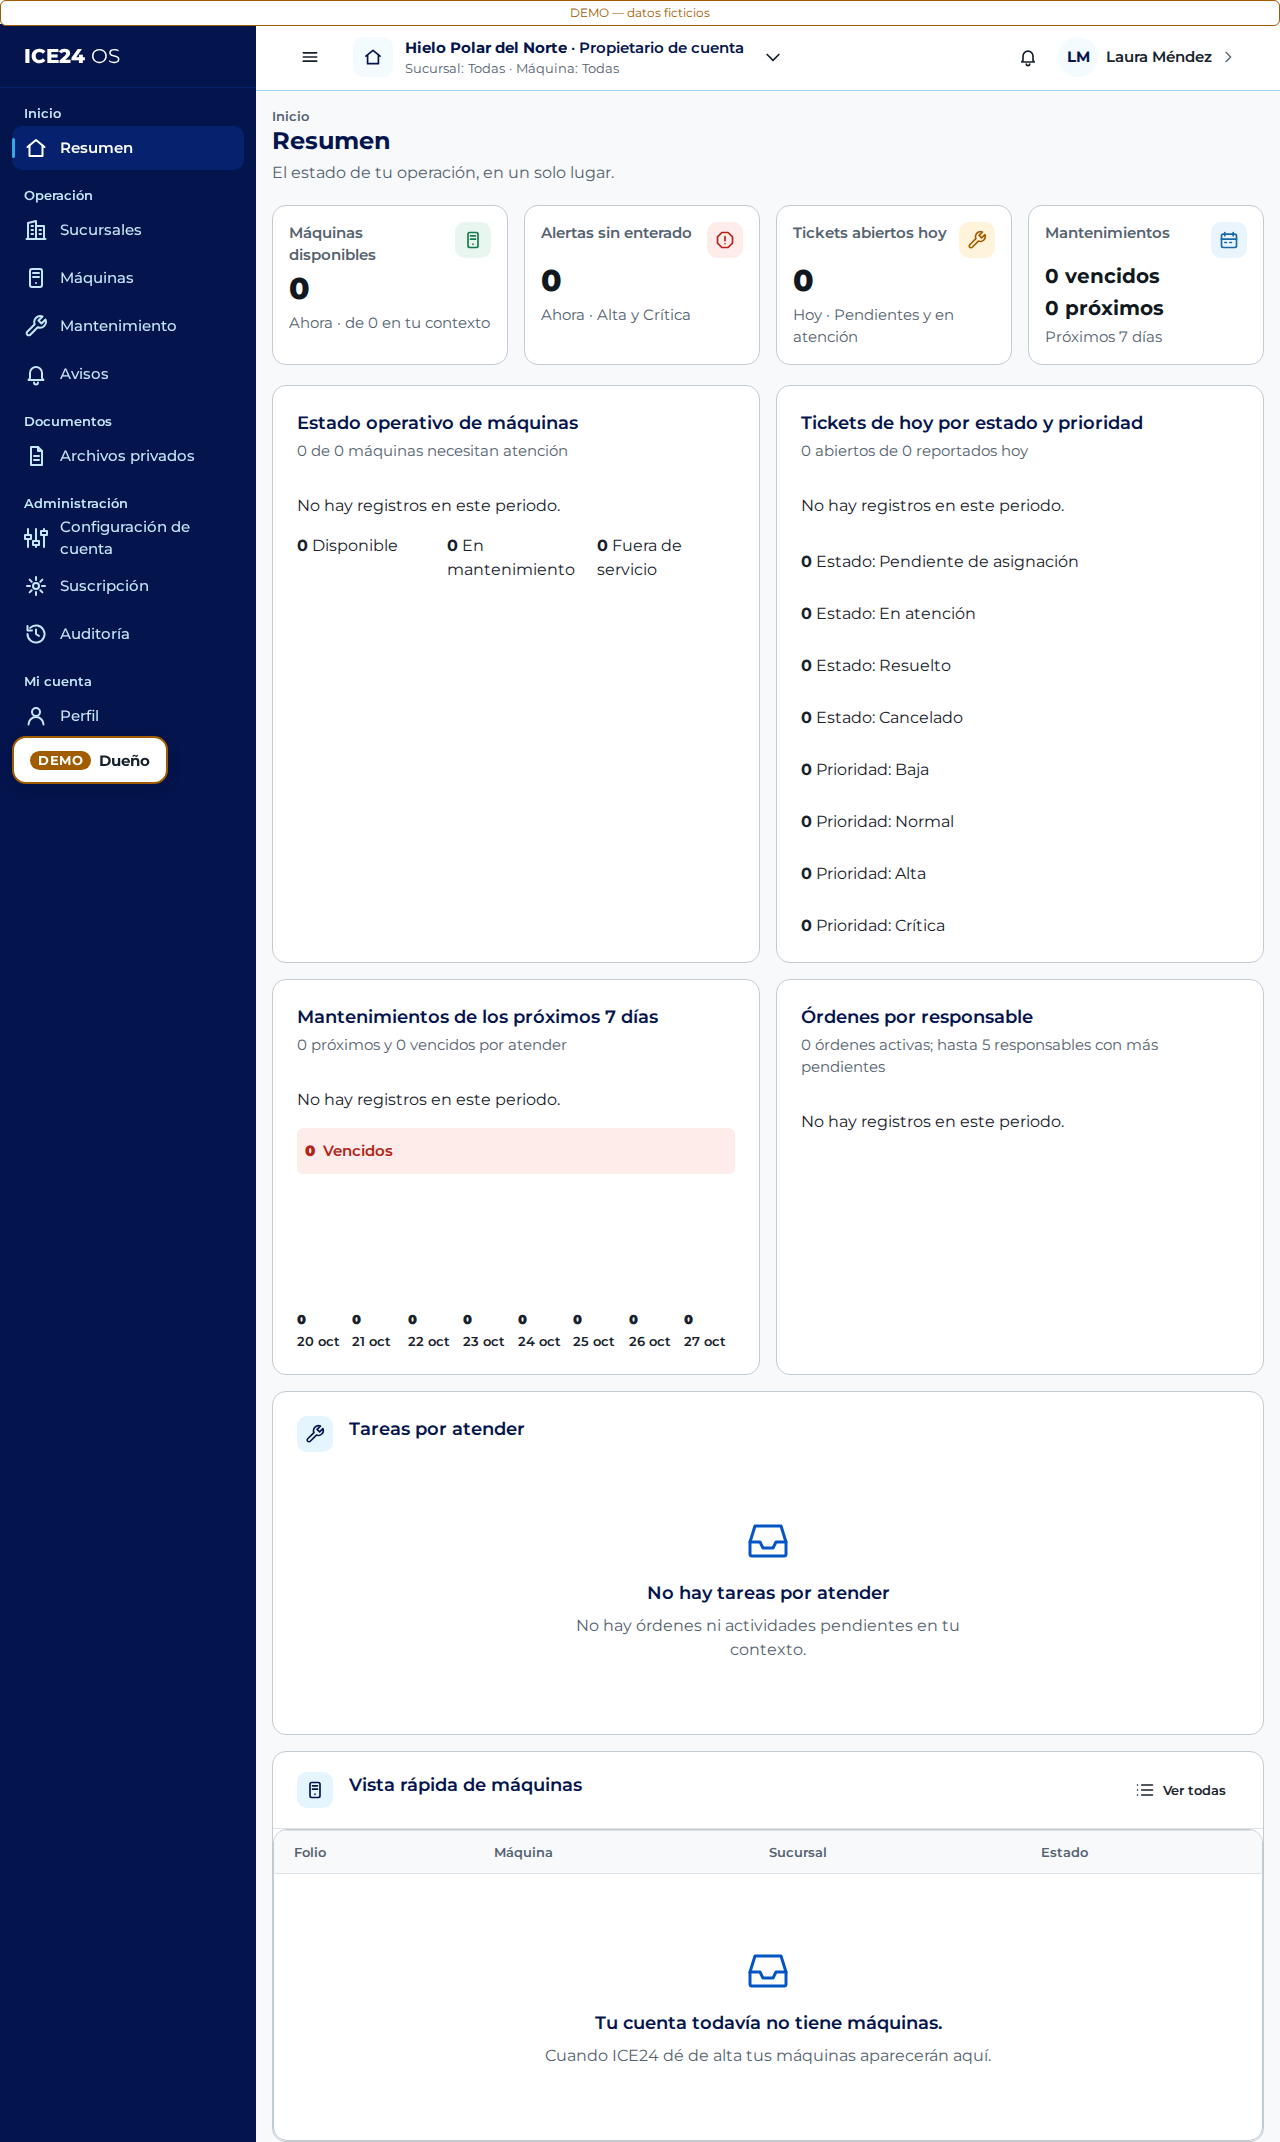 DEMO — datos ficticios
ICE24 OS
Inicio
Resumen
Operación
Sucursales
Máquinas
Mantenimiento
Avisos
Documentos
Archivos privados
Administración
Configuración de
cuenta
Suscripción
Auditoría
Mi cuenta
Perfil
DEMO Dueño
Hielo Polar del Norte · Propietario de cuenta
Sucursal: Todas · Máquina: Todas
LM Laura Méndez
Inicio
Resumen
El estado de tu operación, en un solo lugar.
Máquinas
disponibles
0
Ahora · de 0 en tu contexto
Alertas sin enterado
0
Ahora · Alta y Crítica
Tickets abiertos hoy
0
Hoy · Pendientes y en
atención
Mantenimientos
0 vencidos
0 próximos
Próximos 7 días
Estado operativo de máquinas
0 de 0 máquinas necesitan atención
No hay registros en este periodo.
0 Disponible
0 En
mantenimiento
0 Fuera de
servicio
Tickets de hoy por estado y prioridad
0 abiertos de 0 reportados hoy
No hay registros en este periodo.
0 Estado: Pendiente de asignación
0 Estado: En atención
0 Estado: Resuelto
0 Estado: Cancelado
0 Prioridad: Baja
0 Prioridad: Normal
0 Prioridad: Alta
0 Prioridad: Crítica
Mantenimientos de los próximos 7 días
0 próximos y 0 vencidos por atender
No hay registros en este periodo.
0 Vencidos
0 0 0 0 0 0 0 0
20 oct 21 oct 22 oct 23 oct 24 oct 25 oct 26 oct 27 oct
Órdenes por responsable
0 órdenes activas; hasta 5 responsables con más
pendientes
No hay registros en este periodo.
Tareas por atender
No hay tareas por atender
No hay órdenes ni actividades pendientes en tu
contexto.
Vista rápida de máquinas
Ver todas
Folio Máquina Sucursal Estado
Tu cuenta todavía no tiene máquinas.
Cuando ICE24 dé de alta tus máquinas aparecerán aquí.